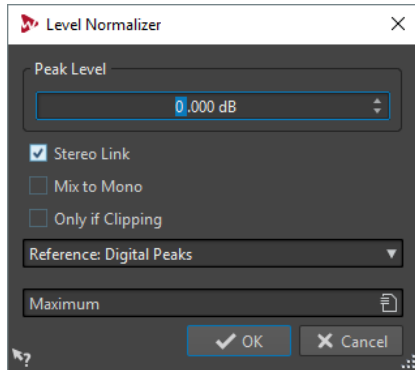 Level Normalizer
Peak Level
0.000 dB
Stereo Link
Mix to Mono
Only if Clipping
Reference: Digital Peaks
Maximum
OK Cancel
?